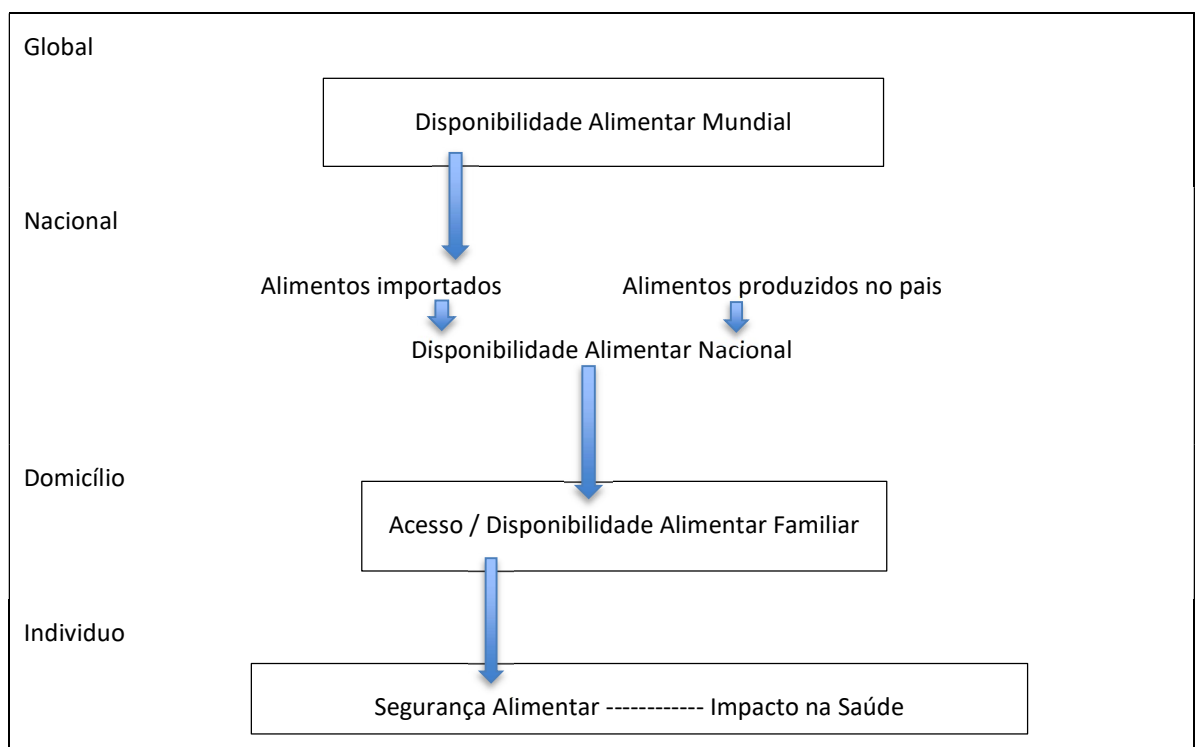 Global
Disponibilidade Alimentar Mundial
Nacional
Alimentos importados
Alimentos produzidos no pais
Disponibilidade Alimentar Nacional
Domicílio
Acesso / Disponibilidade Alimentar Familiar
Individuo
Segurança Alimentar ------------ Impacto na Saúde